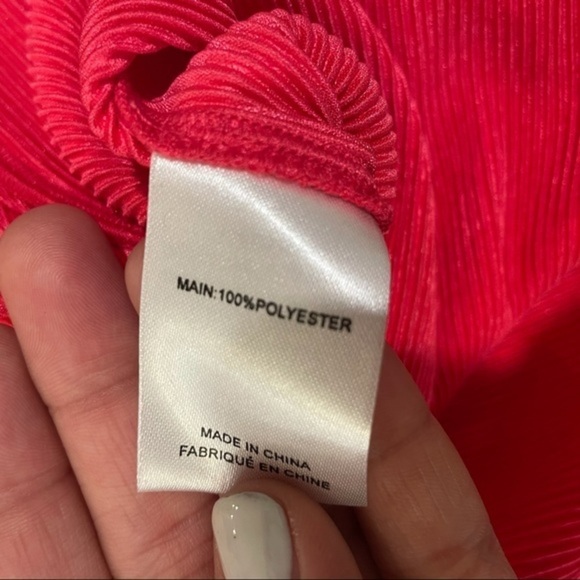 MAIN:100%POLYESTER
MADE IN CHINA
FABRIQUÉ EN CHINE